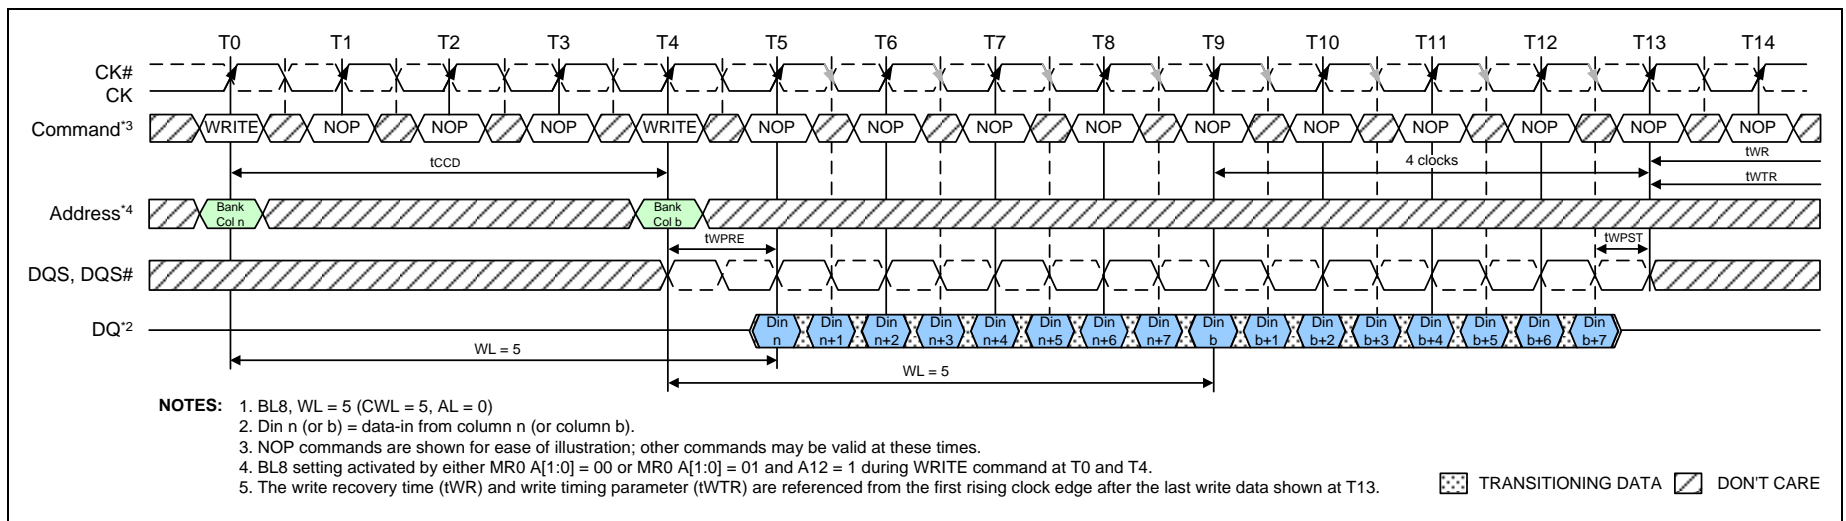 T0 T1 T2 T3 T4 T5 T6 T7 T8 T9 T10 T11 T12 T13 T14
CK#
CK
Command*3 WRITE NOP NOP NOP WRITE NOP NOP NOP NOP NOP NOP NOP NOP NOP NOP
tCCD 4 clocks tWR
tWTR
Address*4 Bank Col n Bank Col b
tWPRE tWPST
DQS, DQS#
DQ*2 Din n Din n+1 Din n+2 Din n+3 Din n+4 Din n+5 Din n+6 Din n+7 Din b Din b+1 Din b+2 Din b+3 Din b+4 Din b+5 Din b+6 Din b+7
WL = 5
WL = 5
NOTES: 1. BL8, WL = 5 (CWL = 5, AL = 0)
2. Din n (or b) = data-in from column n (or column b).
3. NOP commands are shown for ease of illustration; other commands may be valid at these times.
4. BL8 setting activated by either MR0 A[1:0] = 00 or MR0 A[1:0] = 01 and A12 = 1 during WRITE command at T0 and T4.
5. The write recovery time (tWR) and write timing parameter (tWTR) are referenced from the first rising clock edge after the last write data shown at T13.
TRANSITIONING DATA DON'T CARE